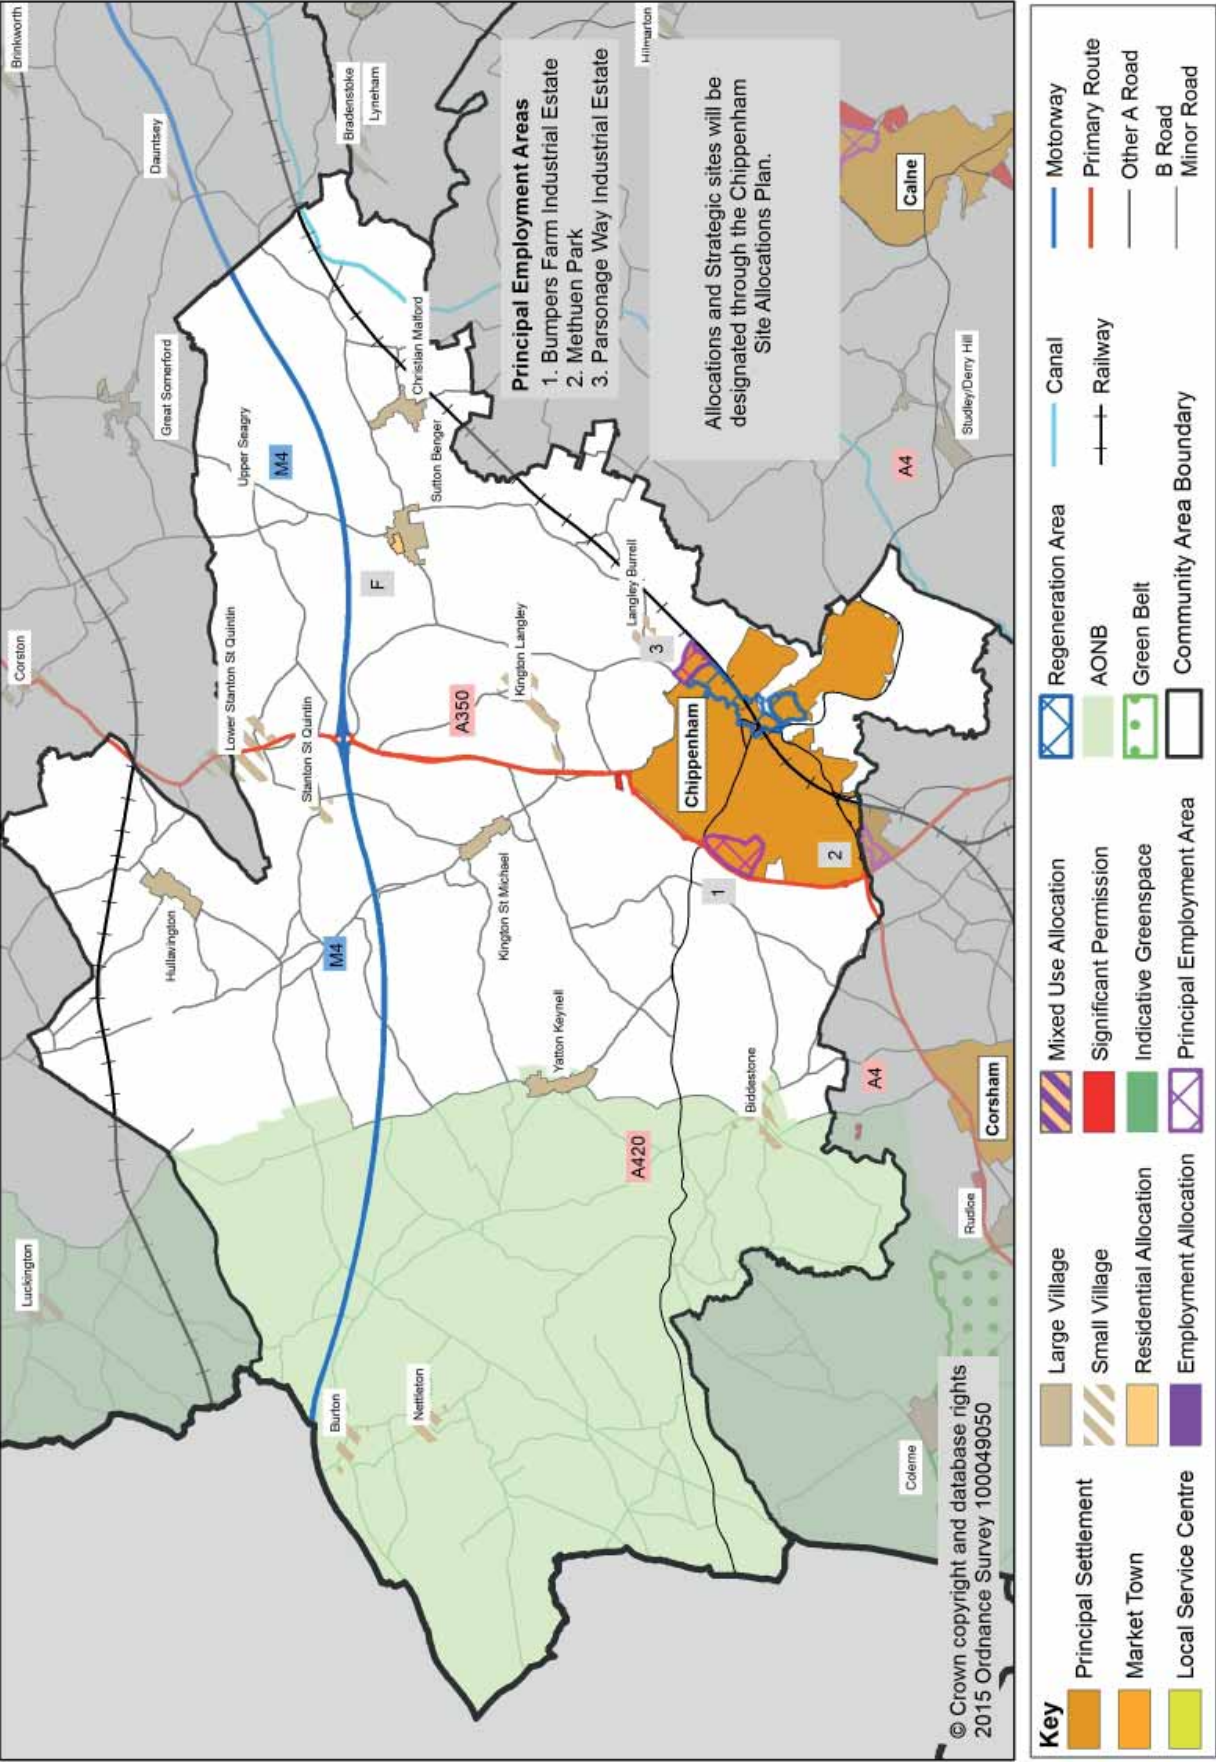 Brinkworth
Dauntsey
Bradenstoke
Lyneham
Hilmarton
Corston
Great Somerford
Upper Seagry
M4
Christian Malford
Sutton Benger
Principal Employment Areas
1. Bumpers Farm Industrial Estate
2. Methuen Park
3. Parsonage Way Industrial Estate
Allocations and Strategic sites will be
designated through the Chippenham
Site Allocations Plan.
Calne
Studley/Derry Hill
A4
Lower Stanton St Quintin
Stanton St Quintin
F
Kington Langley
A350
Langley Burrell
3
Chippenham
Hullavington
M4
Kington St Michael
1
2
Yatton Keynell
Biddestone
A4
Corsham
Luckington
A420
Rudloe
Burton
Nettleton
Colerne
© Crown copyright and database rights
2015 Ordnance Survey 100049050
Key
Principal Settlement
Market Town
Local Service Centre
Large Village
Small Village
Residential Allocation
Employment Allocation
Mixed Use Allocation
Significant Permission
Indicative Greenspace
Principal Employment Area
Regeneration Area
AONB
Green Belt
Community Area Boundary
Canal
Railway
Motorway
Primary Route
Other A Road
B Road
Minor Road